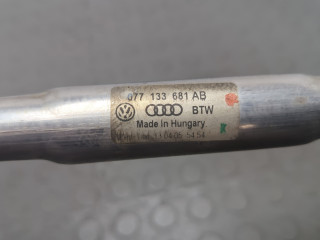 077 133 681 AB
BTW
Made In Hungary.